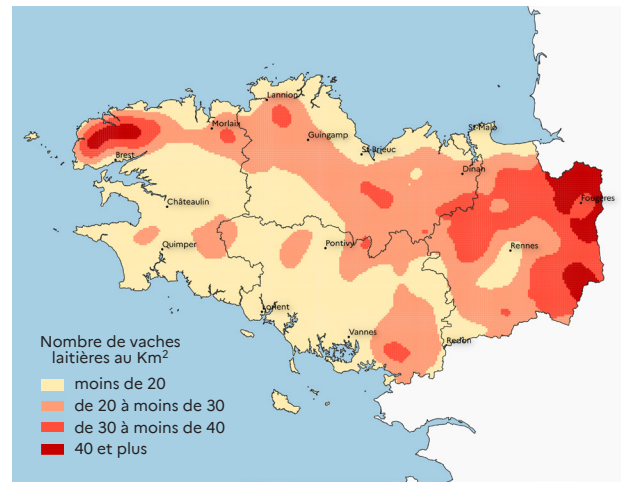 Lannion
Morlaix
Guingamp
St-Malo
St-Brieuc
Brest
Dinan
Fougères
Châteaulin
Quimper
Pontivy
Rennes
Lorient
Vannes
Redon
Nombre de vaches
laitières au Km²
moins de 20
de 20 à moins de 30
de 30 à moins de 40
40 et plus